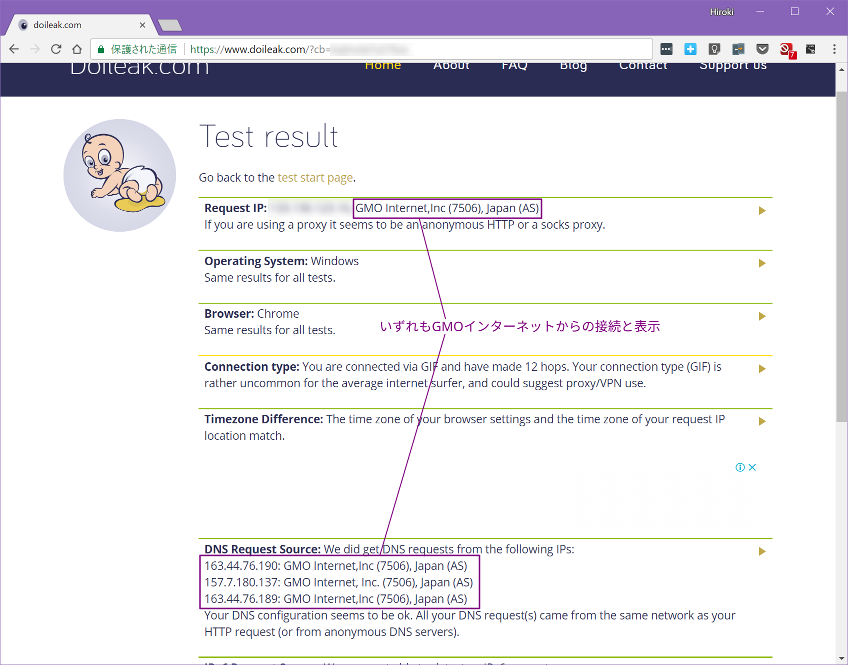 Hiroki
doileak.com
保護された通信 https://www.doileak.com/?cb=
7
Doileak.com
Home About FAQ Blog Contact Support us
Test result
Go back to the test start page.
Request IP: GMO Internet,Inc (7506), Japan (AS)
If you are using a proxy it seems to be an anonymous HTTP or a socks proxy.
Operating System: Windows
Same results for all tests.
Browser: Chrome
Same results for all tests.
いずれもGMOインターネットからの接続と表示
Connection type: You are connected via GIF and have made 12 hops. Your connection type (GIF) is
rather uncommon for the average internet surfer, and could suggest proxy/VPN use.
Timezone Difference: The time zone of your browser settings and the time zone of your request IP
location match.
DNS Request Source: We did get DNS requests from the following IPs:
163.44.76.190: GMO Internet,Inc (7506), Japan (AS)
157.7.180.137: GMO Internet, Inc. (7506), Japan (AS)
163.44.76.189: GMO Internet,Inc (7506), Japan (AS)
Your DNS configuration seems to be ok. All your DNS request(s) came from the same network as your
HTTP request (or from anonymous DNS servers).